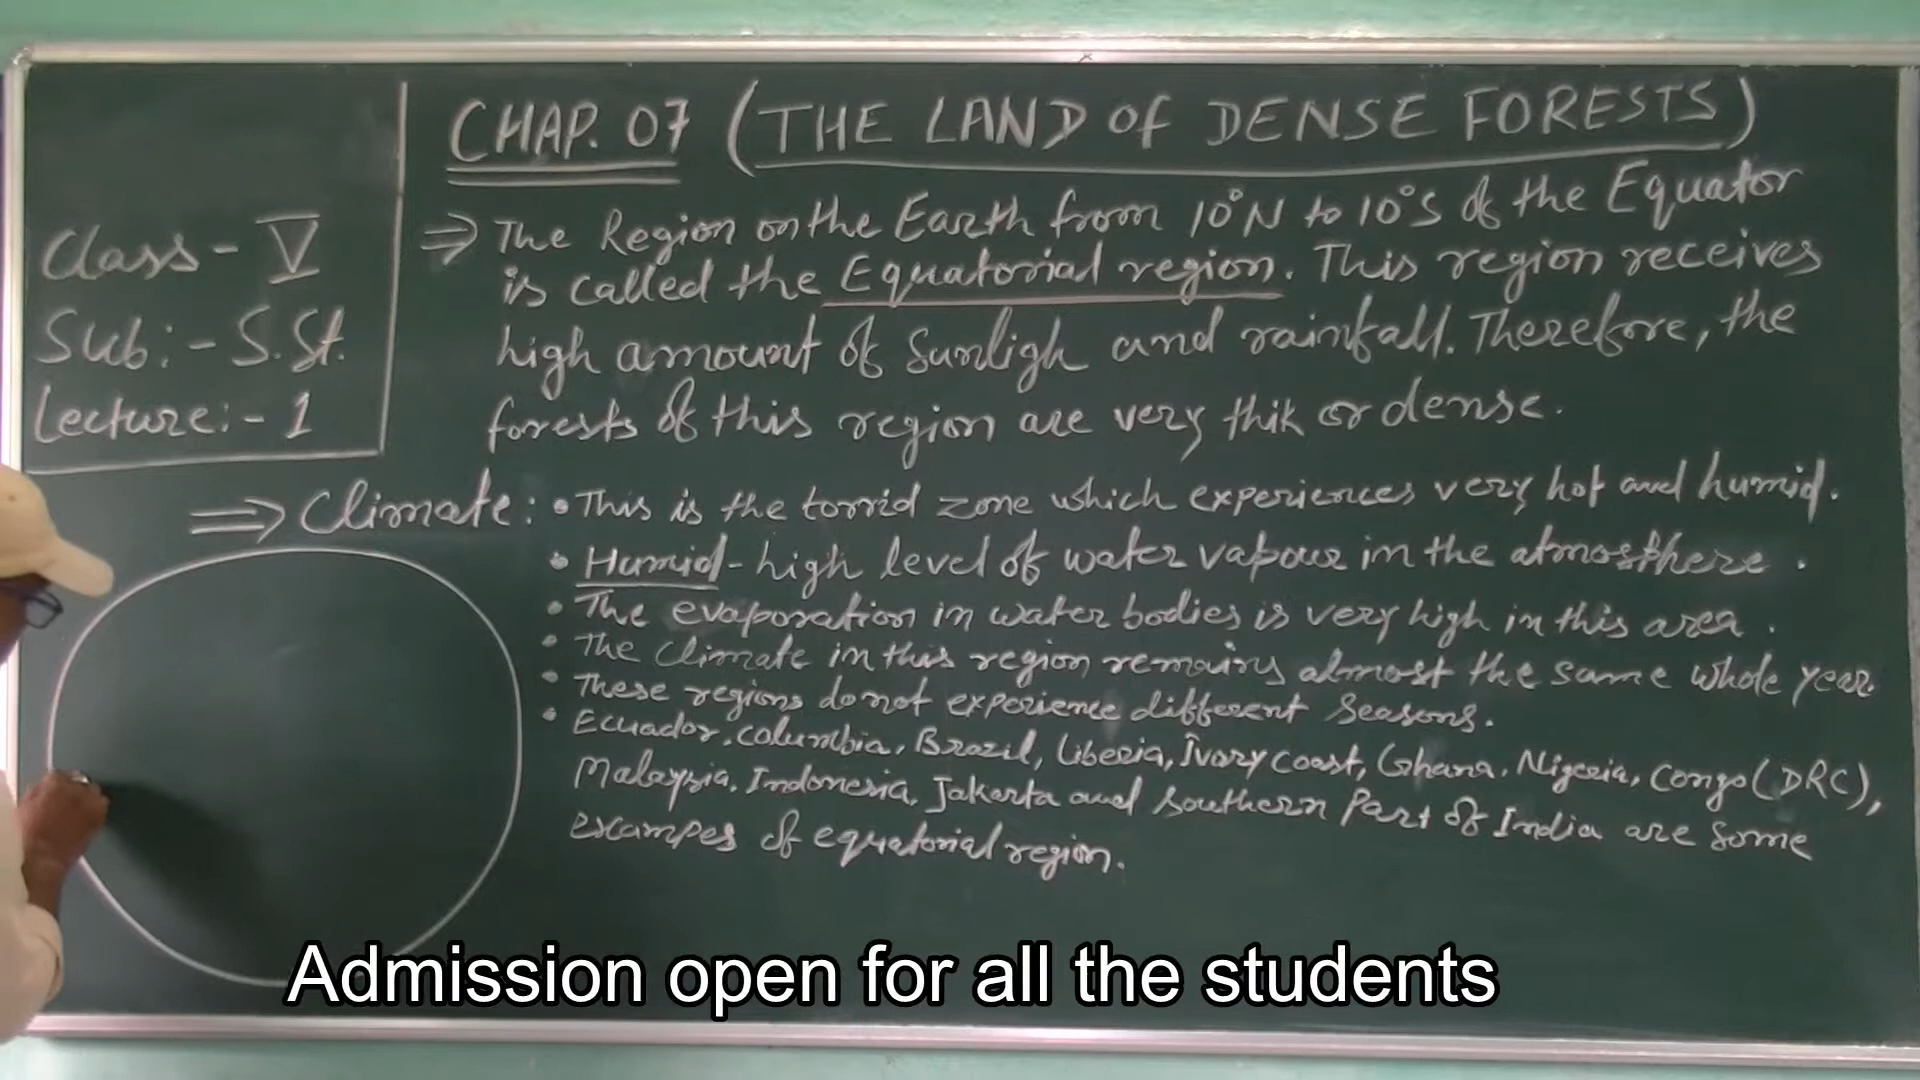 CHAP. 07 (THE LAND of DENSE FORESTS)
Class - V
Sub:- S.St.
Lecture:- 1
⇒ The Region on the Earth from 10°N to 10°S of the Equator
is called the Equatorial region. This region receives
high amount of Sunligh and rainfall. Therefore, the
forests of this region are very thik or dense.
⇒ Climate: • This is the torrid zone which experiences very hot and humid.
• Humid - high level of water vapour in the atmosthere.
• The evaporation in water bodies is very high in this area.
• The climate in this region remains almost the same whole year.
• These regions do not experience different seasons.
• Ecuador, columbia, Brazil, Liberia, Ivory coast, Ghana, Nigeria, Congo (DRC),
Malaysia, Indonesia, Jakarta and Southern Part of India are some
exampes of equatorial region.
Admission open for all the students